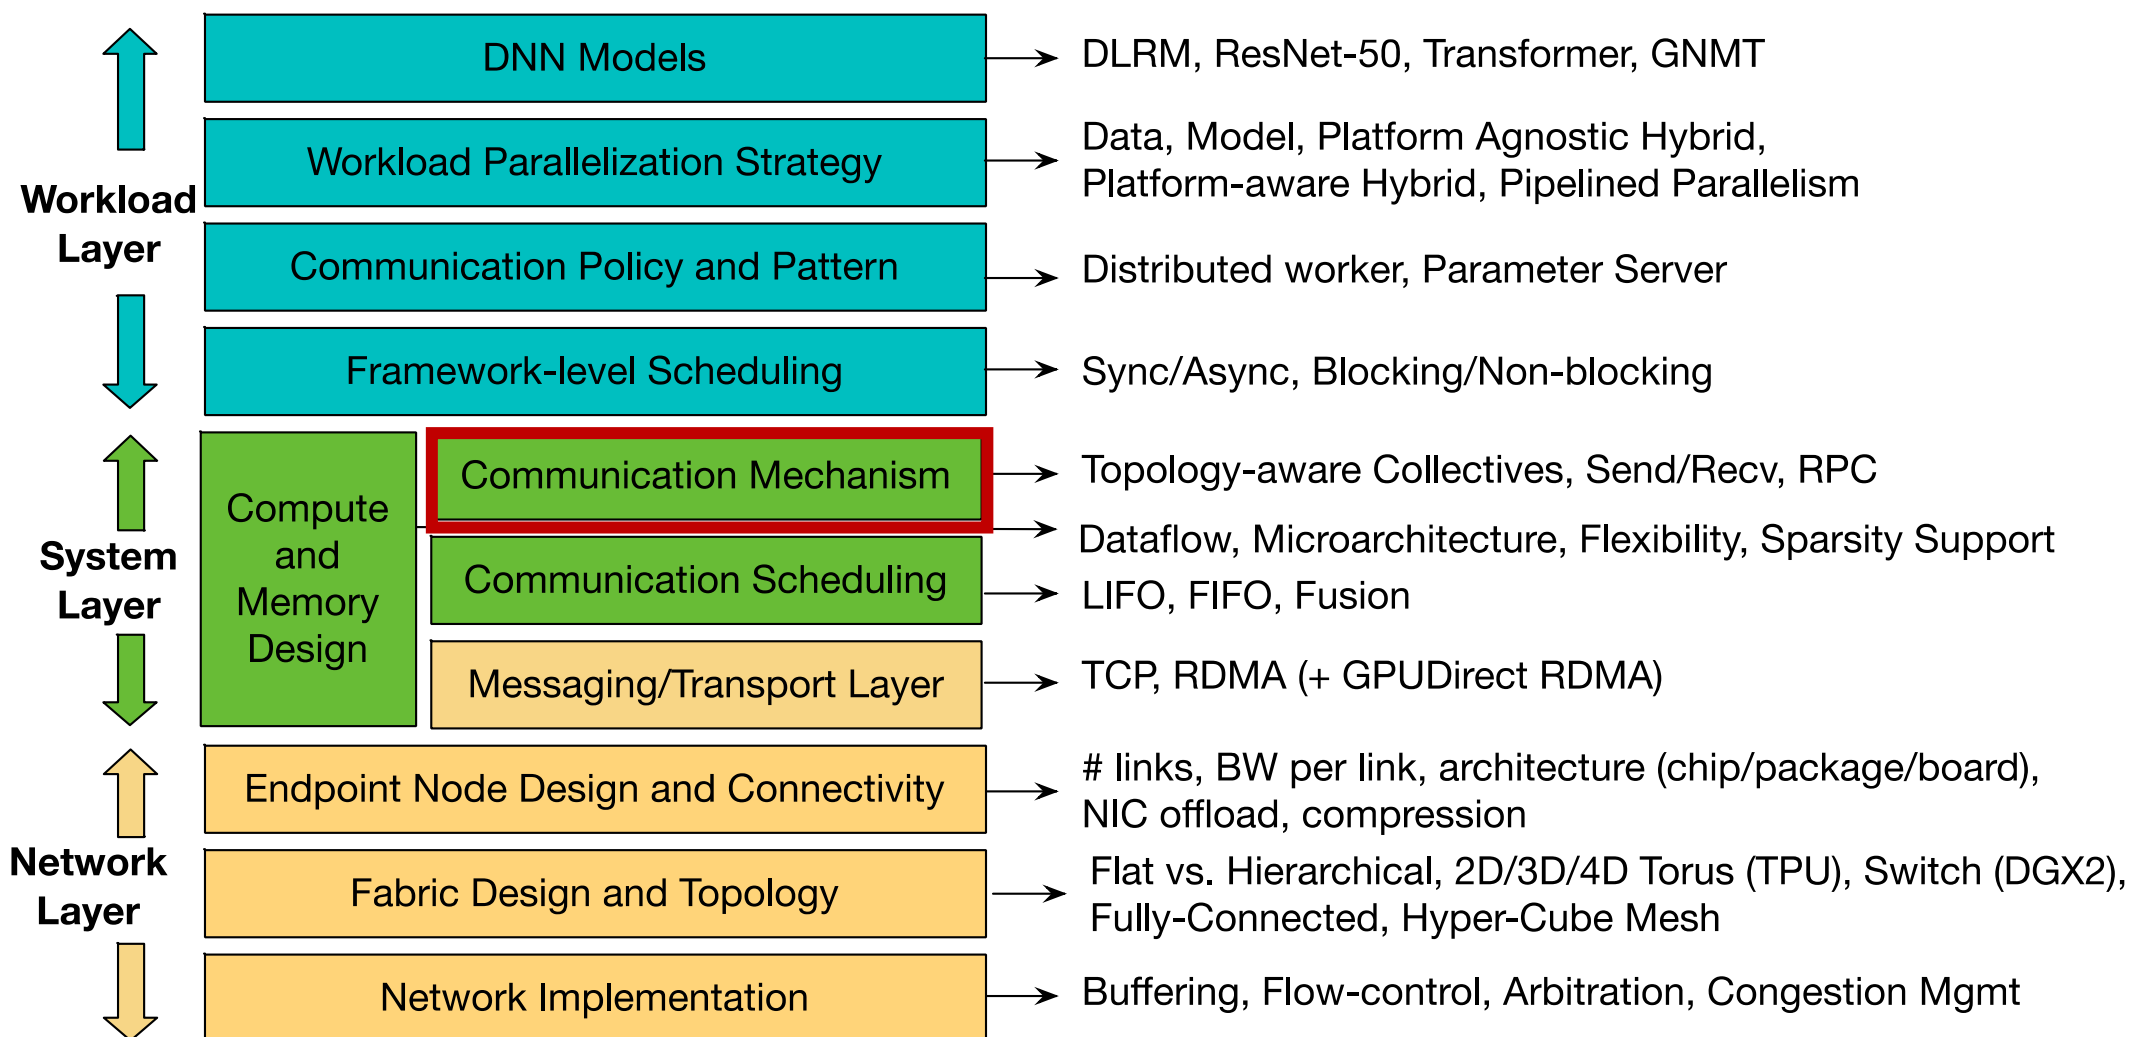 DNN Models
DLRM, ResNet-50, Transformer, GNMT
Workload Parallelization Strategy
Data, Model, Platform Agnostic Hybrid,
Platform-aware Hybrid, Pipelined Parallelism
Workload
Layer
Communication Policy and Pattern
Distributed worker, Parameter Server
Framework-level Scheduling
Sync/Async, Blocking/Non-blocking
System
Layer
Compute
and
Memory
Design
Communication Mechanism
Topology-aware Collectives, Send/Recv, RPC
Dataflow, Microarchitecture, Flexibility, Sparsity Support
Communication Scheduling
LIFO, FIFO, Fusion
Messaging/Transport Layer
TCP, RDMA (+ GPUDirect RDMA)
Network
Layer
Endpoint Node Design and Connectivity
# links, BW per link, architecture (chip/package/board),
NIC offload, compression
Fabric Design and Topology
Flat vs. Hierarchical, 2D/3D/4D Torus (TPU), Switch (DGX2),
Fully-Connected, Hyper-Cube Mesh
Network Implementation
Buffering, Flow-control, Arbitration, Congestion Mgmt